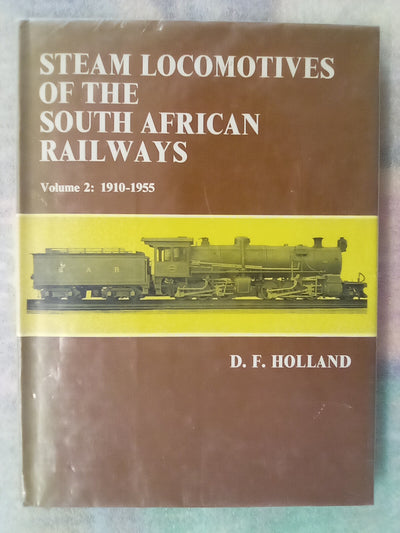 STEAM LOCOMOTIVES
OF THE
SOUTH AFRICAN
RAILWAYS
Volume 2: 1910-1955
S A R
D. F. HOLLAND